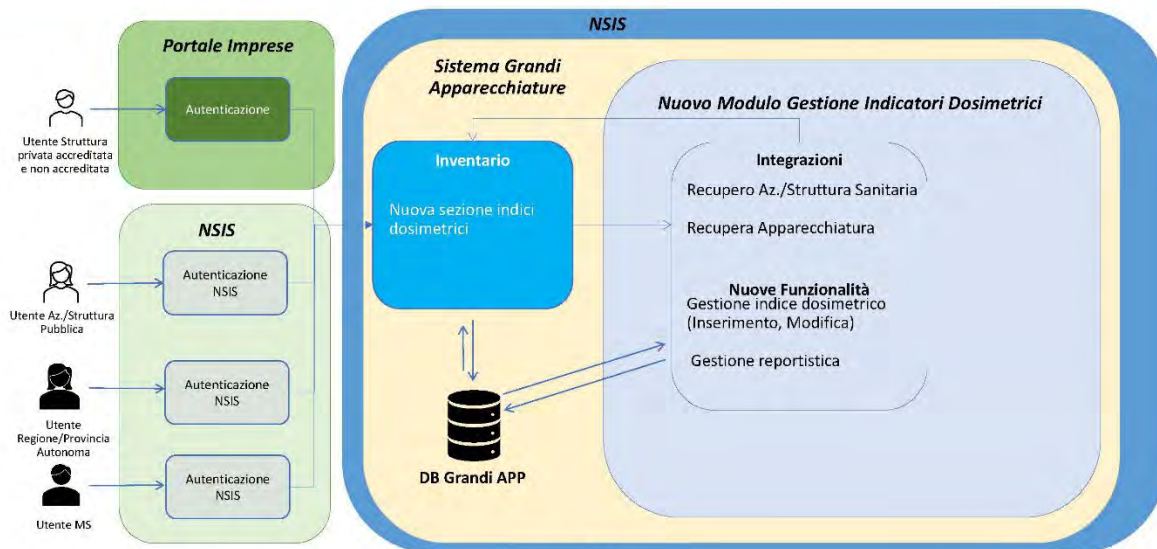 Portale Imprese
Autenticazione
Utente Struttura
privata accreditata
e non accreditata
NSIS
Autenticazione
NSIS
Utente Az./Struttura
Pubblica
Autenticazione
NSIS
Utente
Regione/Provincia
Autonoma
Autenticazione
NSIS
Utente MS
NSIS
Sistema Grandi
Apparecchiature
Inventario
Nuova sezione indici
dosimetrici
DB Grandi APP
Nuovo Modulo Gestione Indicatori Dosimetrici
Integrazioni
Recupero Az./Struttura Sanitaria
Recupera Apparecchiatura
Nuove Funzionalità
Gestione indice dosimetrico
(Inserimento, Modifica)
Gestione reportistica